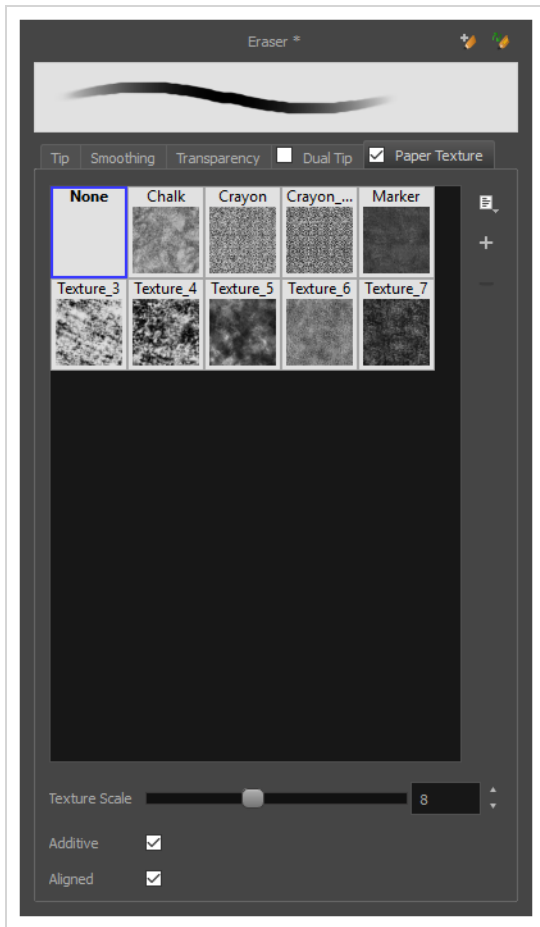 Eraser *
Tip Smoothing Transparency Dual Tip Paper Texture
None Chalk Crayon Crayon_... Marker
Texture_3 Texture_4 Texture_5 Texture_6 Texture_7
Texture Scale 8
Additive
Aligned